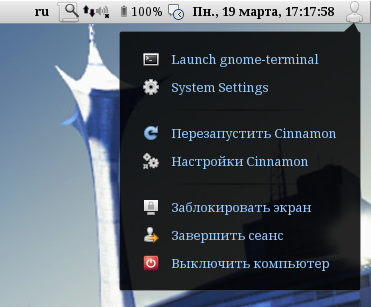 ru 100% Пн., 19 марта, 17:17:58
Launch gnome-terminal
System Settings
Перезапустить Cinnamon
Настройки Cinnamon
Заблокировать экран
Завершить сеанс
Выключить компьютер